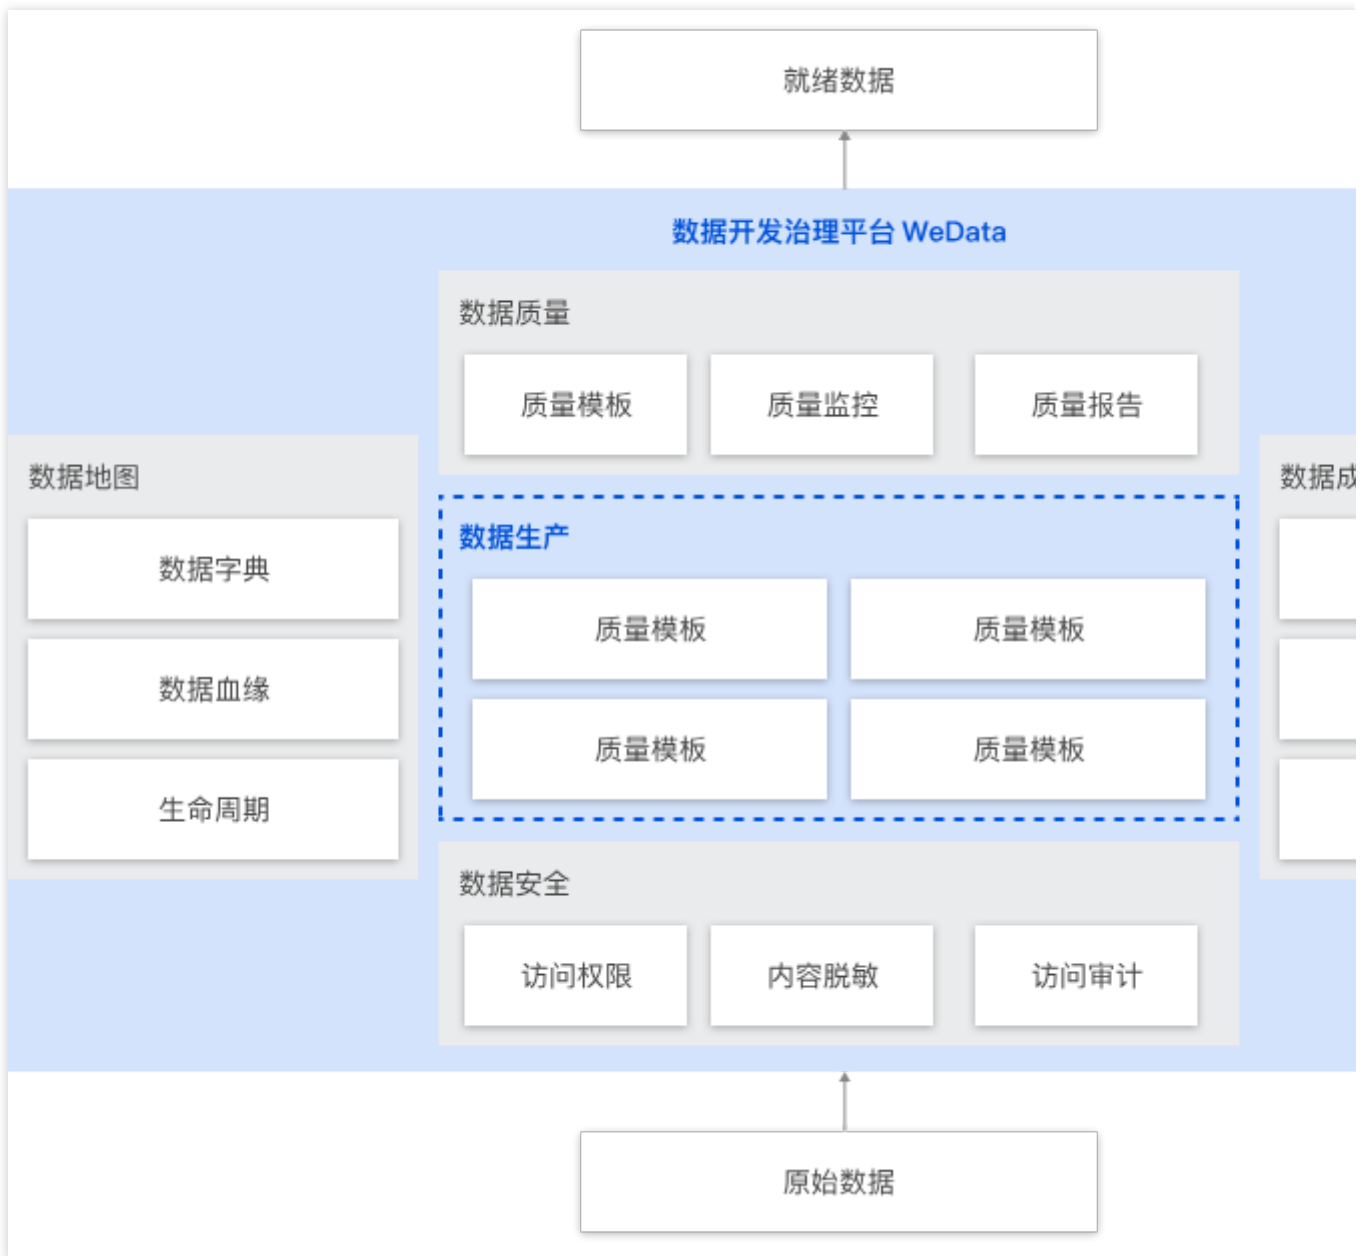 就绪数据
数据开发治理平台 WeData
数据质量
质量模板
质量监控
质量报告
数据地图
数据字典
数据血缘
生命周期
数据生产
质量模板
质量模板
质量模板
质量模板
数据成
数据安全
访问权限
内容脱敏
访问审计
原始数据